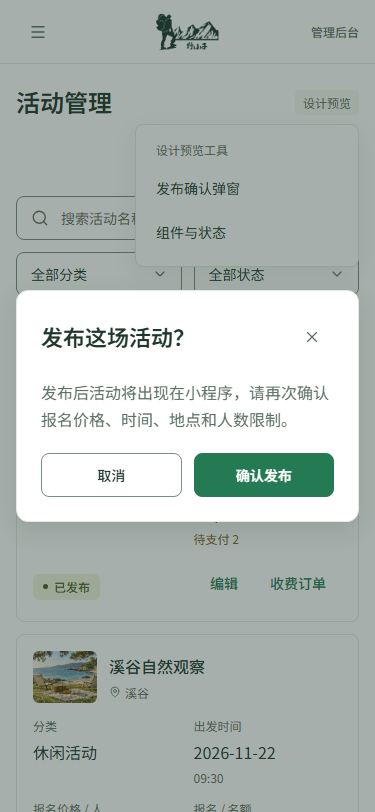 野小子
管理后台
活动管理
设计预览
设计预览工具
发布确认弹窗
组件与状态
搜索活动名
全部分类
全部状态
发布这场活动？
发布后活动将出现在小程序，请再次确认
报名价格、时间、地点和人数限制。
取消
确认发布
待支付 2
已发布
编辑
收费订单
溪谷自然观察
溪谷
分类
出发时间
休闲活动
2026-11-22
09:30
报名价格 / 人
报名 / 名额